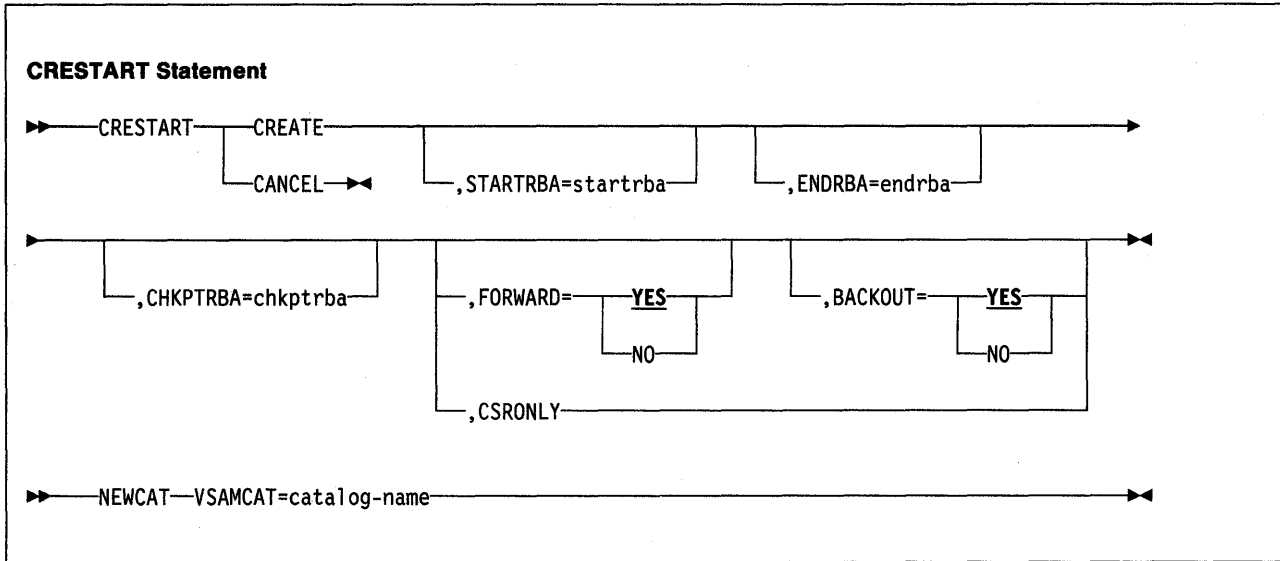 CRESTART Statement
CRESTART CREATE
CANCEL ,STARTRBA=startrba ,ENDRBA=endrba
,CHKPTRBA=chkptrba ,FORWARD= YES ,BACKOUT= YES
NO NO
,CSRONLY
NEWCAT VSAMCAT=catalog-name